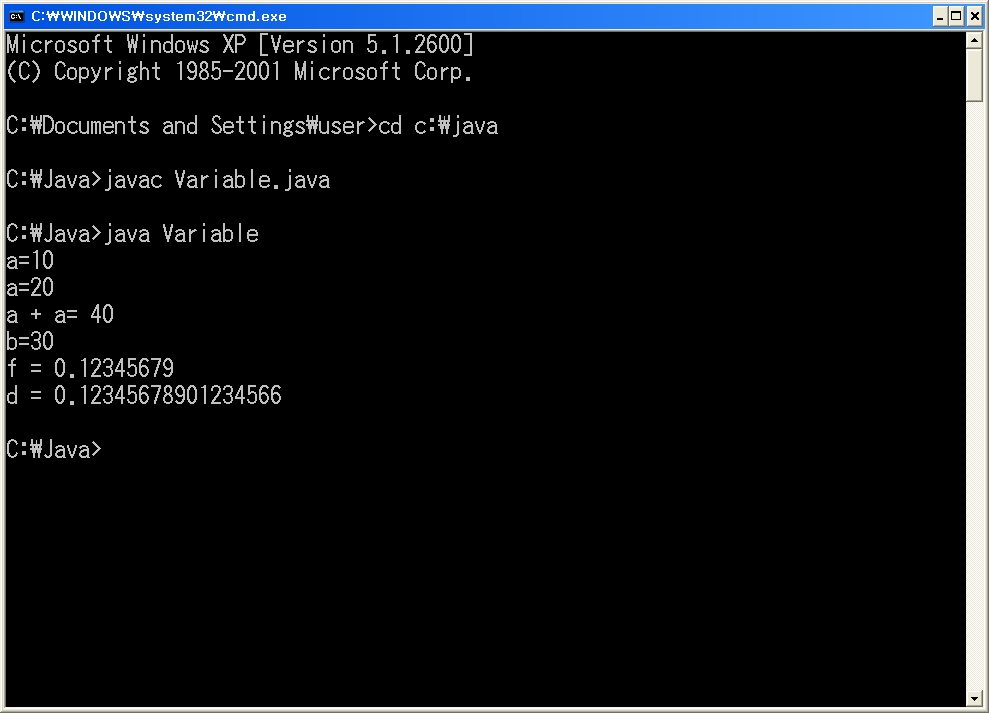 C:₩WINDOWS₩system32₩cmd.exe
Microsoft Windows XP [Version 5.1.2600]
(C) Copyright 1985-2001 Microsoft Corp.
C:₩Documents and Settings₩user>cd c:₩java
C:₩Java>javac Variable.java
C:₩Java>java Variable
a=10
a=20
a + a= 40
b=30
f = 0.12345679
d = 0.12345678901234566
C:₩Java>